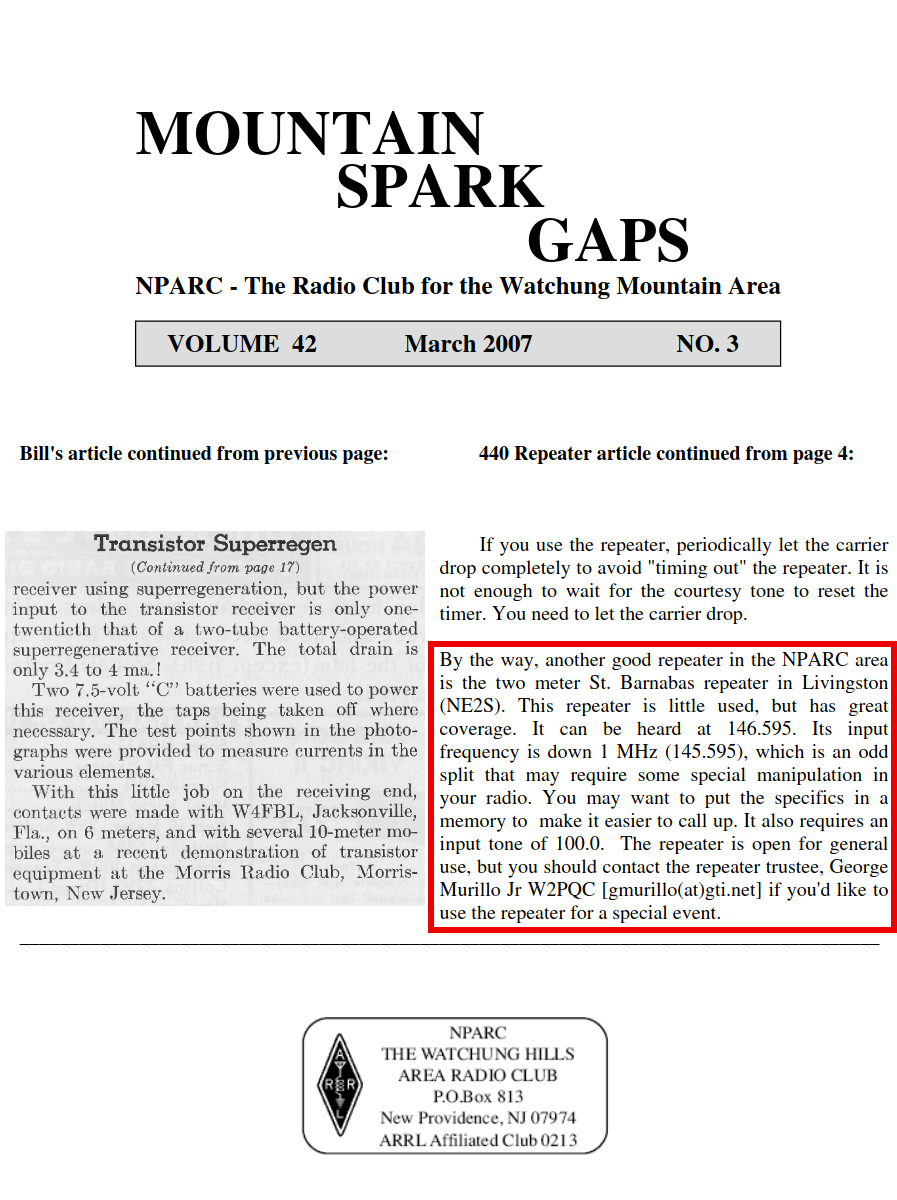 MOUNTAIN
SPARK
GAPS
NPARC - The Radio Club for the Watchung Mountain Area
VOLUME 42 March 2007 NO. 3
Bill's article continued from previous page:
Transistor Superregen
(Continued from page 17)
receiver using superregeneration, but the power
input to the transistor receiver is only one-
twentieth that of a two-tube battery-operated
superregenerative receiver. The total drain is
only 3.4 to 4 ma.!
Two 7.5-volt “C” batteries were used to power
this receiver, the taps being taken off where
necessary. The test points shown in the photo-
graphs were provided to measure currents in the
various elements.
With this little job on the receiving end,
contacts were made with W4FBL, Jacksonville,
Fla., on 6 meters, and with several 10-meter mo-
biles at a recent demonstration of transistor
equipment at the Morris Radio Club, Morris-
town, New Jersey.
440 Repeater article continued from page 4:
If you use the repeater, periodically let the carrier
drop completely to avoid "timing out" the repeater. It is
not enough to wait for the courtesy tone to reset the
timer. You need to let the carrier drop.
By the way, another good repeater in the NPARC area
is the two meter St. Barnabas repeater in Livingston
(NE2S). This repeater is little used, but has great
coverage. It can be heard at 146.595. Its input
frequency is down 1 MHz (145.595), which is an odd
split that may require some special manipulation in
your radio. You may want to put the specifics in a
memory to make it easier to call up. It also requires an
input tone of 100.0. The repeater is open for general
use, but you should contact the repeater trustee, George
Murillo Jr W2PQC [gmurillo(at)gti.net] if you'd like to
use the repeater for a special event.
A
R R
L
NPARC
THE WATCHUNG HILLS
AREA RADIO CLUB
P.O.Box 813
New Providence, NJ 07974
ARRL Affiliated Club 0213